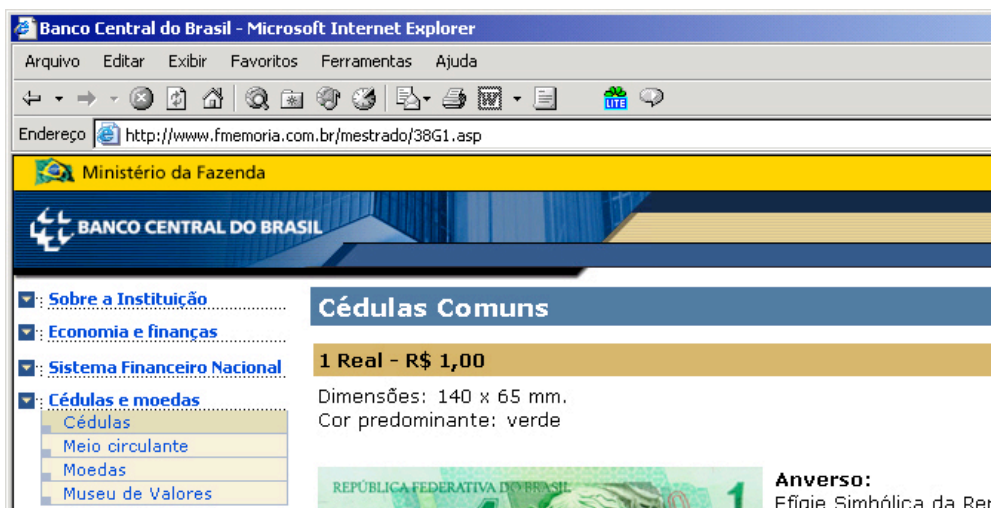 Banco Central do Brasil - Microsoft Internet Explorer
Arquivo Editar Exibir Favoritos Ferramentas Ajuda
LITE
Endereço http://www.fmemoria.com.br/mestrado/38G1.asp
Ministério da Fazenda
BANCO CENTRAL DO BRASIL
Sobre a Instituição
Economia e finanças
Sistema Financeiro Nacional
Cédulas e moedas
Cédulas
Meio circulante
Moedas
Museu de Valores
Cédulas Comuns
1 Real - R$ 1,00
Dimensões: 140 x 65 mm.
Cor predominante: verde
REPÚBLICA FEDERATIVA DO BRASIL
1
Anverso:
Efígie Simbólica da